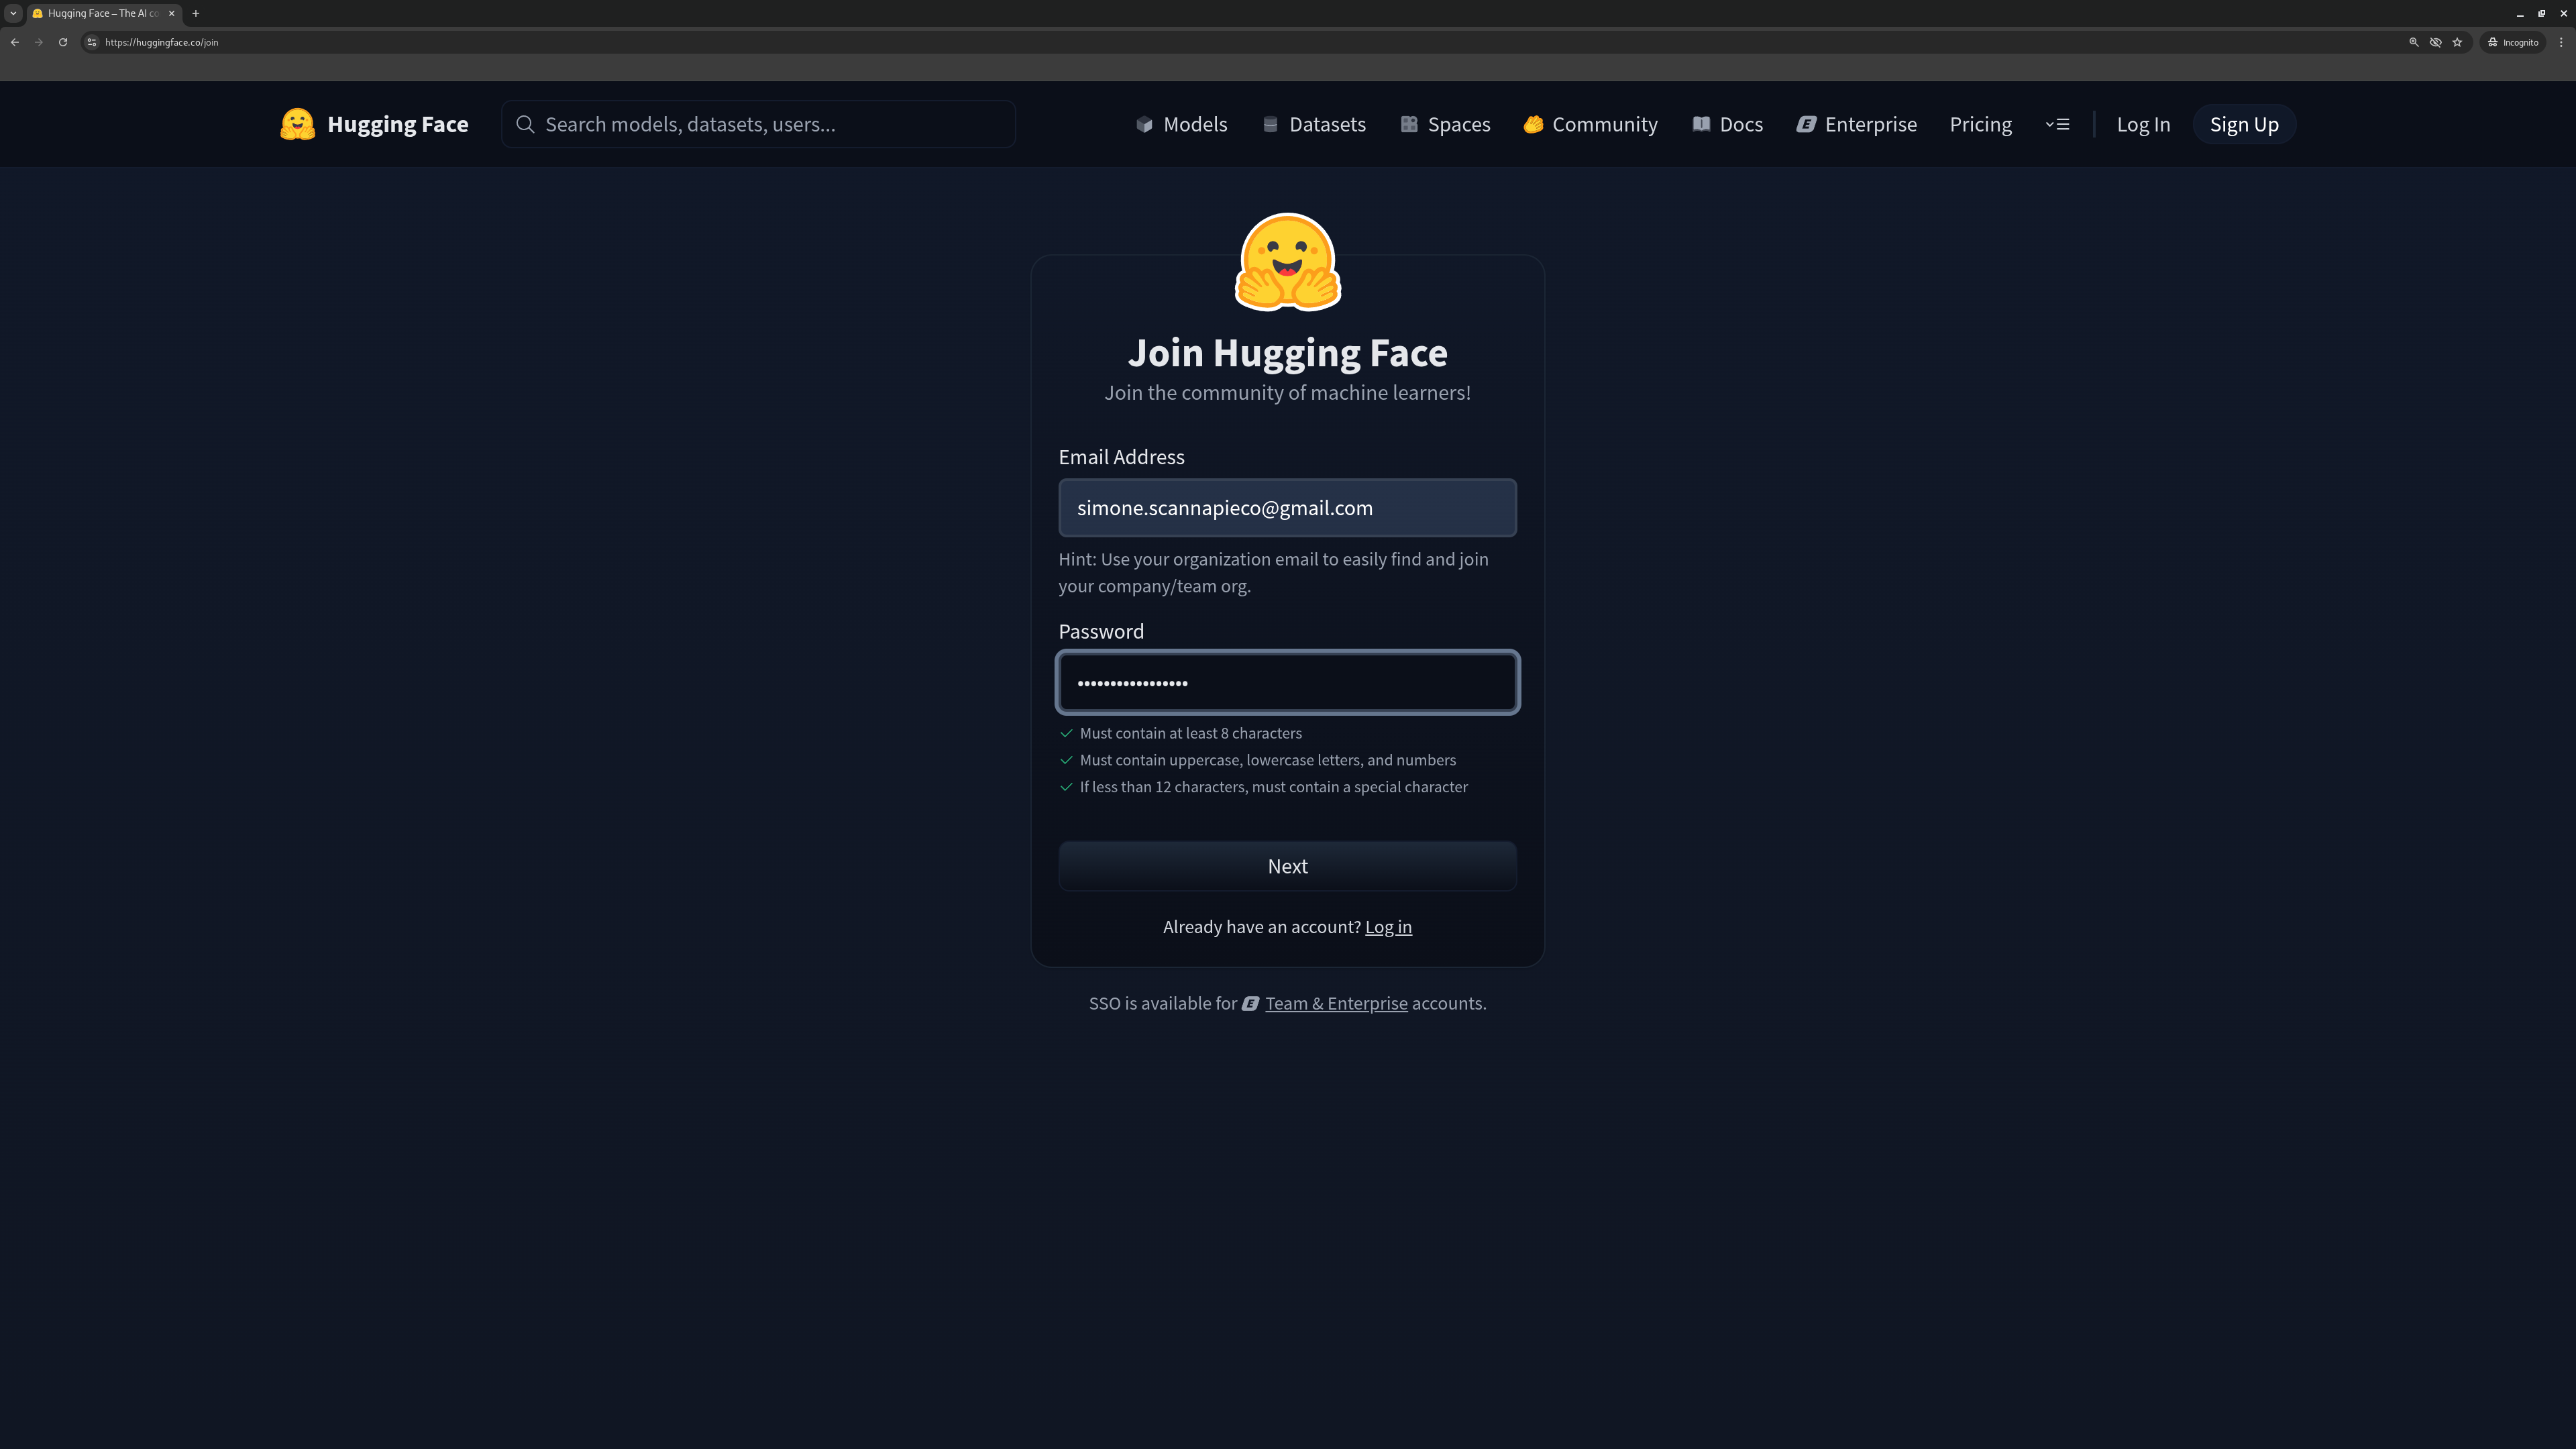 Hugging Face – The AI co
https://huggingface.co/join
Incognito
Hugging Face
Search models, datasets, users...
Models
Datasets
Spaces
Community
Docs
Enterprise
Pricing
Log In
Sign Up
Join Hugging Face
Join the community of machine learners!
Email Address
simone.scannapieco@gmail.com
Hint: Use your organization email to easily find and join
your company/team org.
Password
•••••••••••••••••
Must contain at least 8 characters
Must contain uppercase, lowercase letters, and numbers
If less than 12 characters, must contain a special character
Next
Already have an account? Log in
SSO is available for E Team & Enterprise accounts.